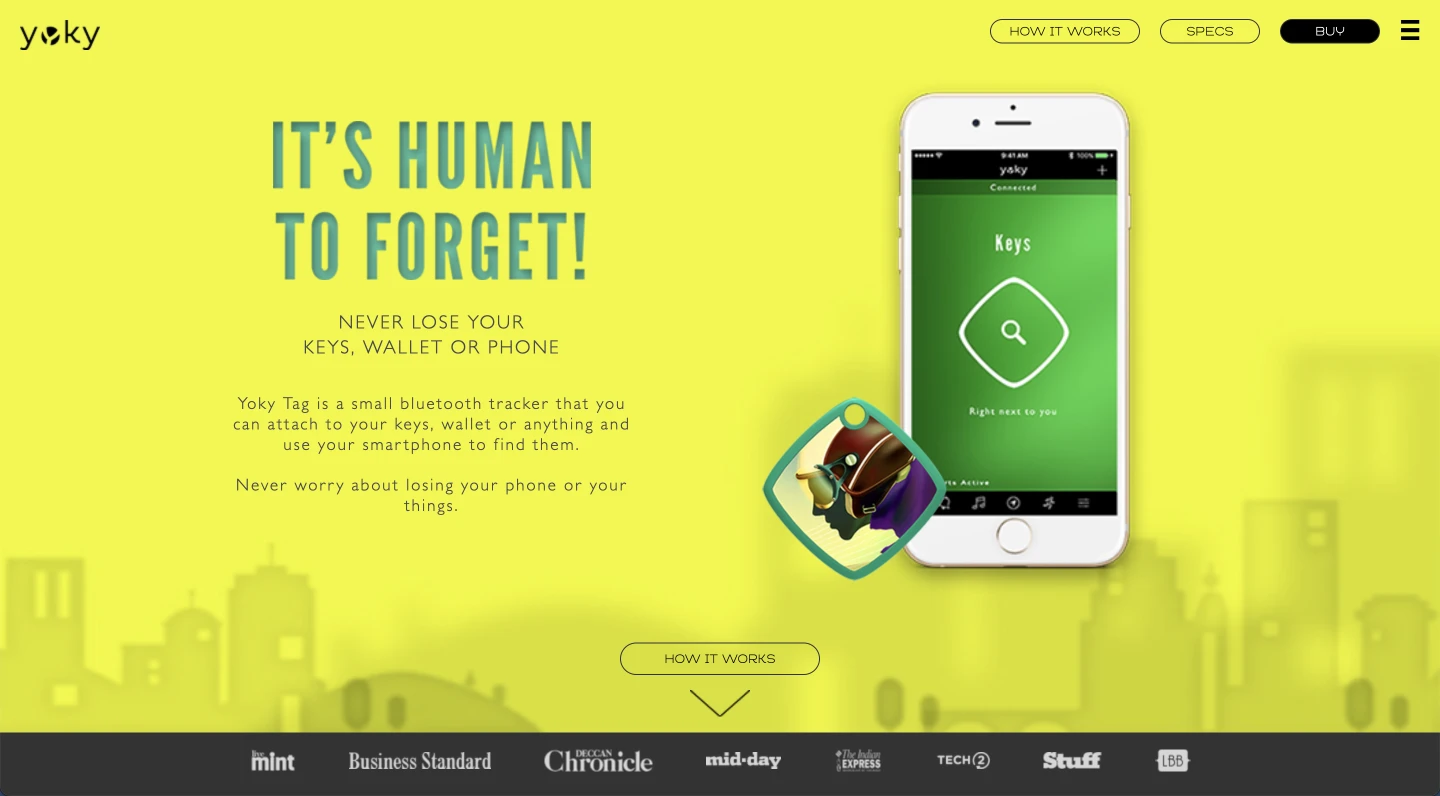 yoky
HOW IT WORKS
SPECS
BUY
IT'S HUMAN
TO FORGET!
NEVER LOSE YOUR
KEYS, WALLET OR PHONE
Yoky Tag is a small bluetooth tracker that you
can attach to your keys, wallet or anything and
use your smartphone to find them.
Never worry about losing your phone or your
things.
9:41 AM
100%
yoky
Connected
Keys
Right next to you
Active
HOW IT WORKS
live
mint
Business Standard
DECCAN
Chronicle
mid-day
The Indian
EXPRESS
TECH2
Stuff
LBB